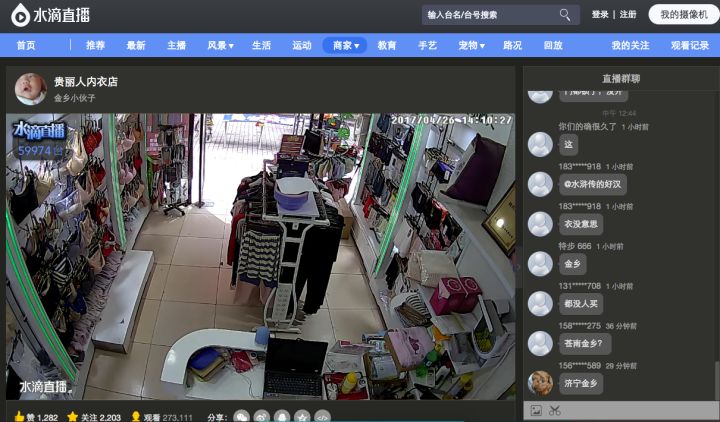 水滴直播
输入台名/台号搜索
登录 | 注册
我的摄像机
首页
推荐
最新
主播
风景
生活
运动
商家
教育
手艺
宠物
路况
回放
我的关注
观看记录
贵丽人内衣店
金乡小伙子
水滴直播
59974 台
2017/04/26 14:10:27
水滴直播
赞 1,282
关注 2,203
观看 273,111
分享:
直播群聊
中午 12:44
你们的确很久了 1 小时前
这
183*****918 1 小时前
@水浒传的好汉
183*****918 1 小时前
衣没意思
特步 666 1 小时前
金乡
131*****708 1 小时前
都没人买
158*****275 36 分钟前
苍南金乡?
156*****589 29 分钟前
济宁金乡